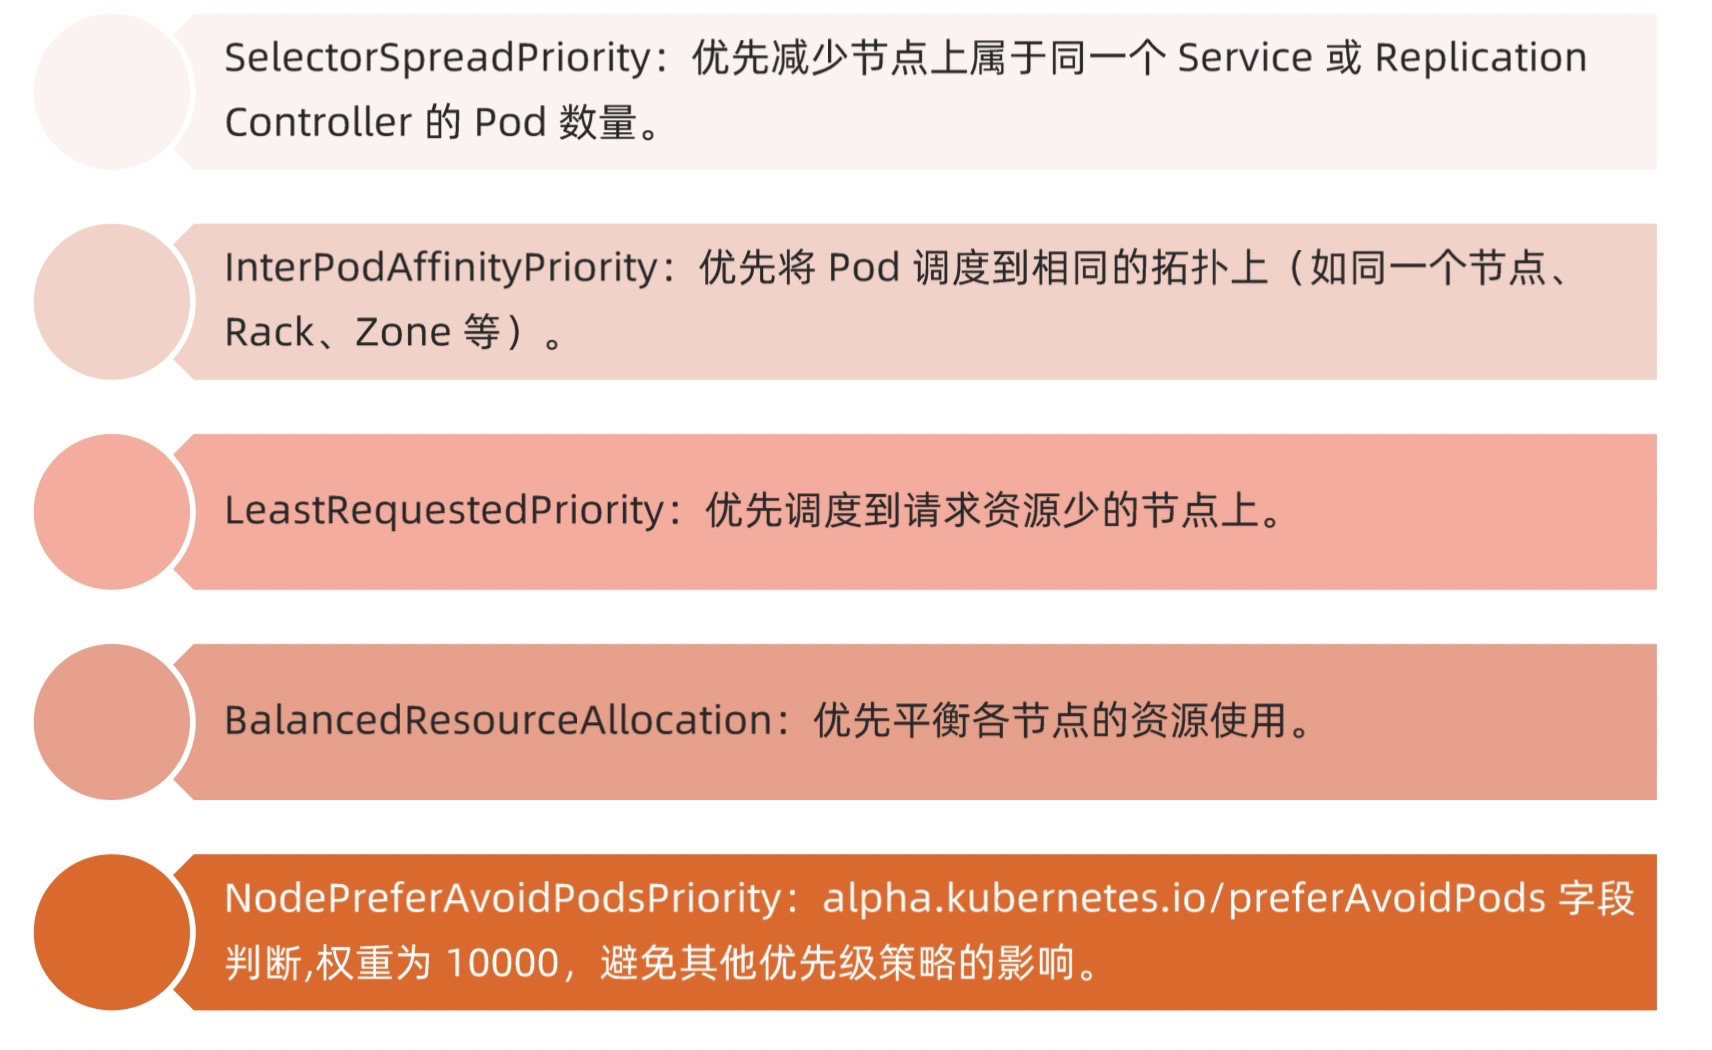 SelectorSpreadPriority：优先减少节点上属于同一个 Service 或 Replication
Controller 的 Pod 数量。
InterPodAffinityPriority：优先将 Pod 调度到相同的拓扑上（如同一个节点、
Rack、Zone 等）。
LeastRequestedPriority：优先调度到请求资源少的节点上。
BalancedResourceAllocation：优先平衡各节点的资源使用。
NodePreferAvoidPodsPriority：alpha.kubernetes.io/preferAvoidPods 字段
判断,权重为 10000，避免其他优先级策略的影响。